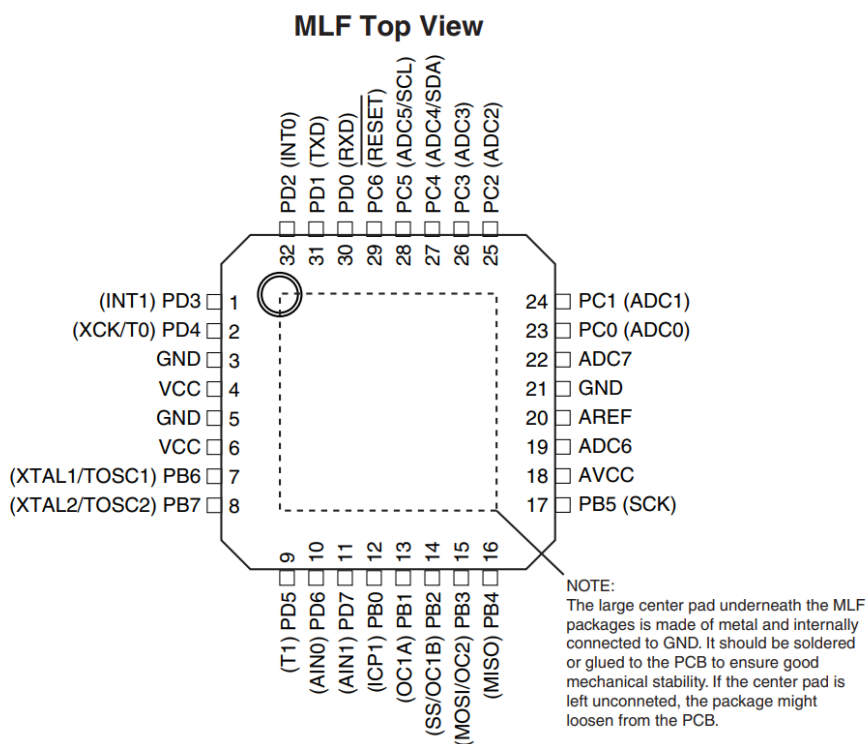 MLF Top View
PD2 (INT0)
PD1 (TXD)
PD0 (RXD)
PC6 (RESET)
PC5 (ADC5/SCL)
PC4 (ADC4/SDA)
PC3 (ADC3)
PC2 (ADC2)
32
31
30
29
28
27
26
25
(INT1) PD3 1
(XCK/T0) PD4 2
GND 3
VCC 4
GND 5
VCC 6
(XTAL1/TOSC1) PB6 7
(XTAL2/TOSC2) PB7 8
24 PC1 (ADC1)
23 PC0 (ADC0)
22 ADC7
21 GND
20 AREF
19 ADC6
18 AVCC
17 PB5 (SCK)
9
10
11
12
13
14
15
16
(T1) PD5
(AIN0) PD6
(AIN1) PD7
(ICP1) PB0
(OC1A) PB1
(SS/OC1B) PB2
(MOSI/OC2) PB3
(MISO) PB4
NOTE:
The large center pad underneath the MLF
packages is made of metal and internally
connected to GND. It should be soldered
or glued to the PCB to ensure good
mechanical stability. If the center pad is
left unconneted, the package might
loosen from the PCB.